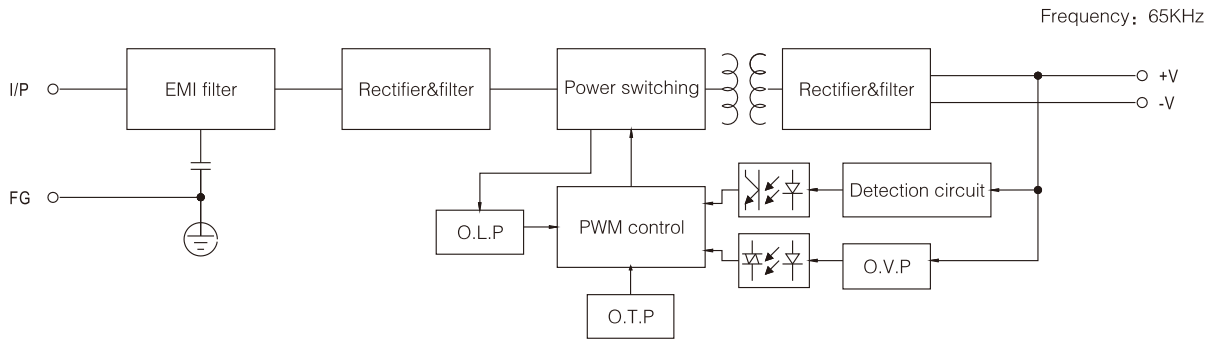 Frequency：65KHz
I/P
EMI filter
Rectifier&filter
Power switching
Rectifier&filter
+V
-V
FG
O.L.P
PWM control
Detection circuit
O.V.P
O.T.P